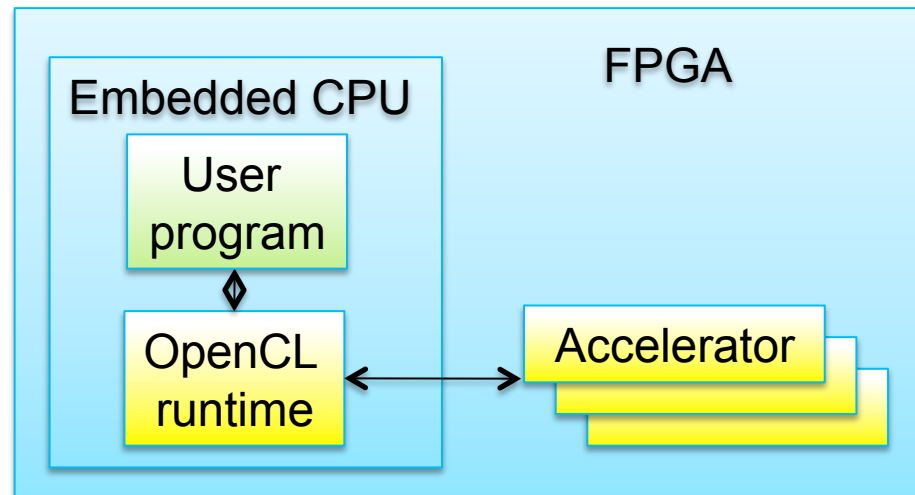 FPGA
Embedded CPU
User
program
OpenCL
runtime
Accelerator